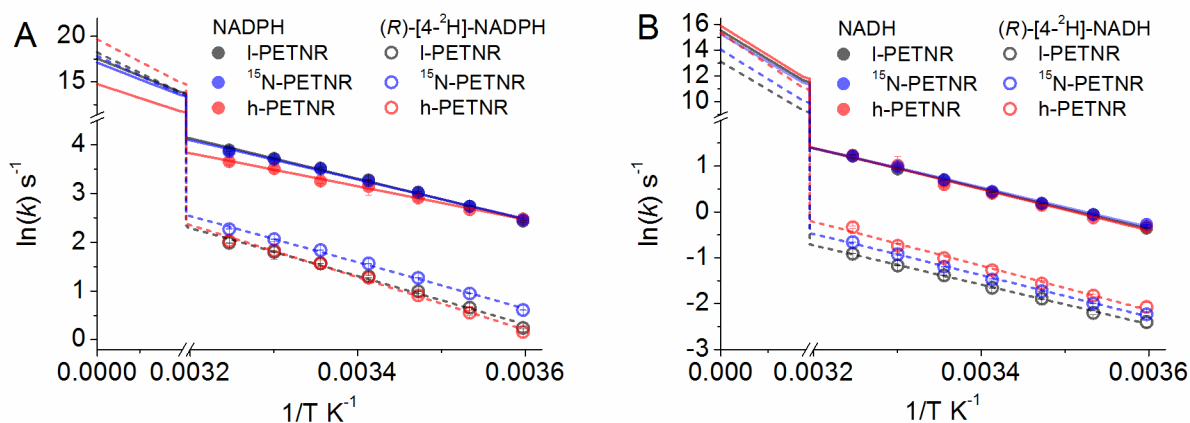 A
NADPH (R)-[4-²H]-NADPH
l-PETNR l-PETNR
¹⁵N-PETNR ¹⁵N-PETNR
h-PETNR h-PETNR
20
15
4
3
2
1
0
ln(k) s⁻¹
0.0000 0.0032 0.0034 0.0036
1/T K⁻¹
B
NADH (R)-[4-²H]-NADH
l-PETNR l-PETNR
¹⁵N-PETNR ¹⁵N-PETNR
h-PETNR h-PETNR
16
14
12
10
1
0
-1
-2
-3
ln(k) s⁻¹
0.000 0.0032 0.0034 0.0036
1/T K⁻¹